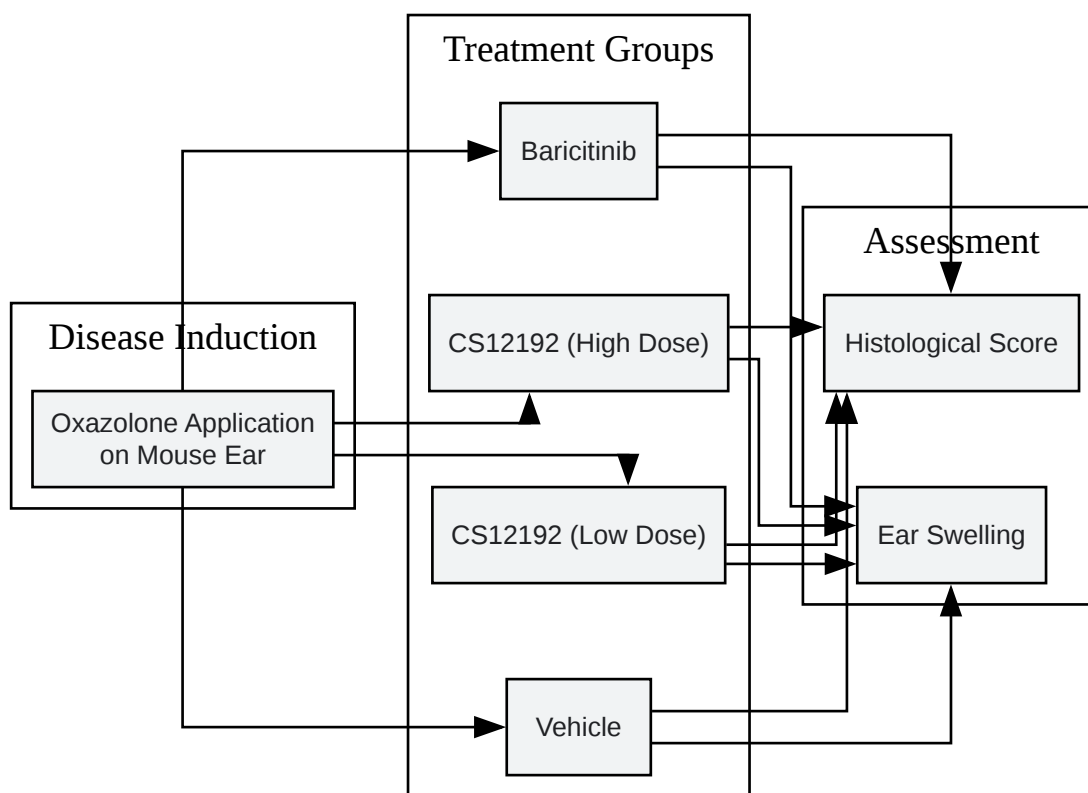 Treatment Groups
Baricitinib
Assessment
Disease Induction
CS12192 (High Dose)
Histological Score
Oxazolone Application
on Mouse Ear
CS12192 (Low Dose)
Ear Swelling
Vehicle